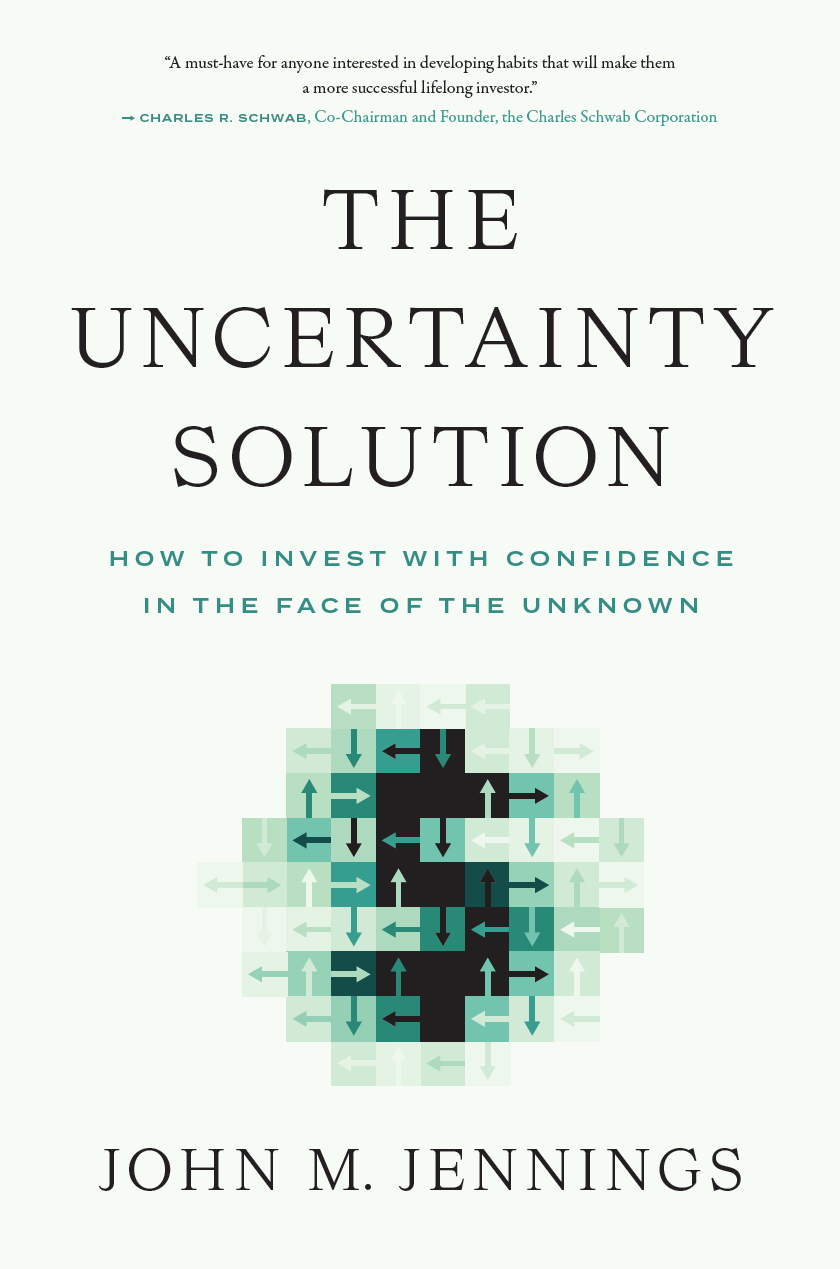 “A must-have for anyone interested in developing habits that will make them
a more successful lifelong investor.”
→ CHARLES R. SCHWAB, Co-Chairman and Founder, the Charles Schwab Corporation
THE
UNCERTAINTY
SOLUTION
HOW TO INVEST WITH CONFIDENCE
IN THE FACE OF THE UNKNOWN
JOHN M. JENNINGS